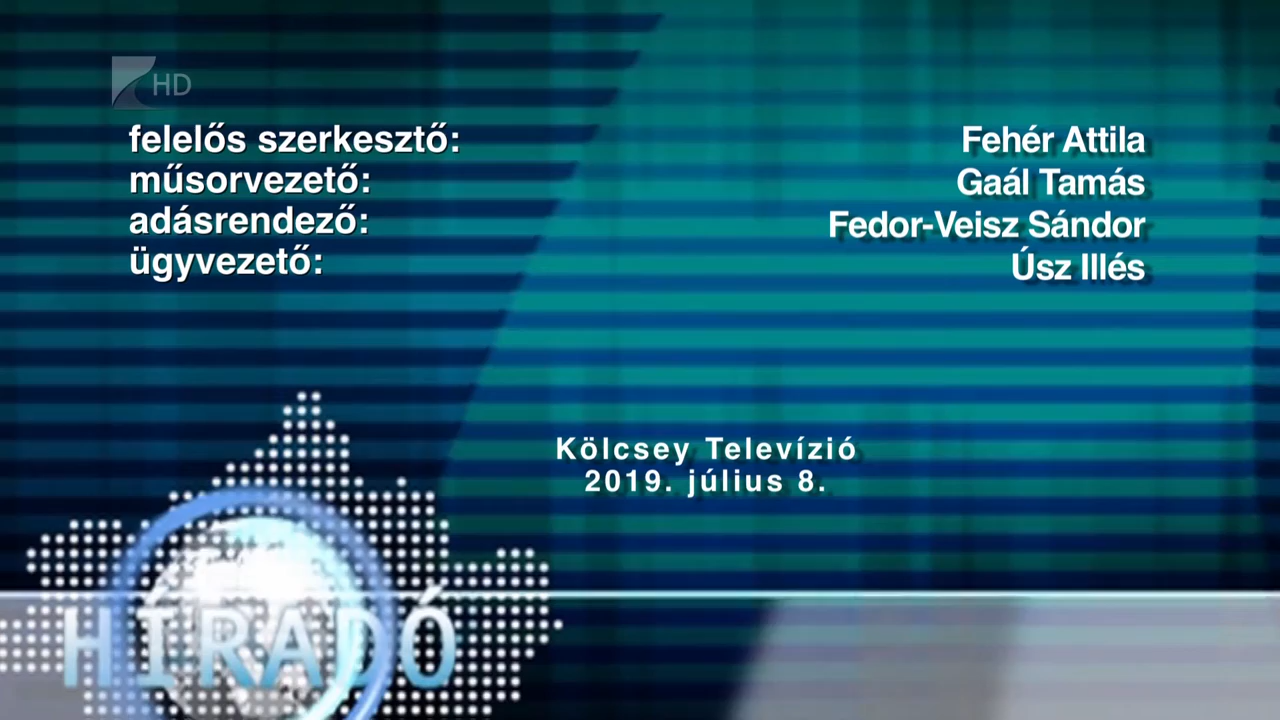 HD
felelős szerkesztő: Fehér Attila
műsorvezető: Gaál Tamás
adásrendező: Fedor-Veisz Sándor
ügyvezető: Úsz Illés
Kölcsey Televízió
2019. július 8.
HÍRADÓ